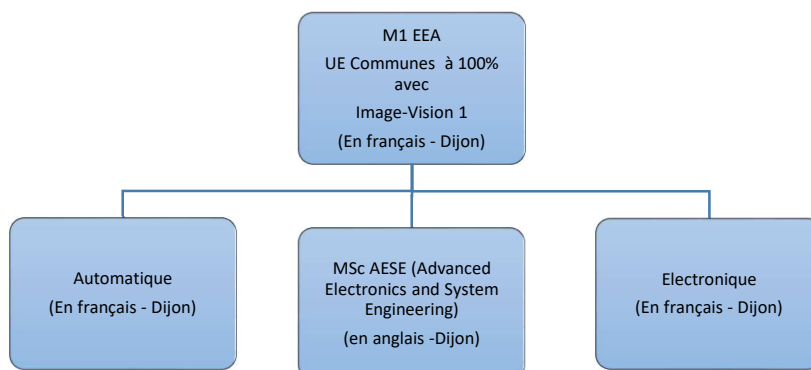 M1 EEA
UE Communes à 100%
avec
Image-Vision 1
(En français - Dijon)
Automatique
(En français - Dijon)
MSc AESE (Advanced
Electronics and System
Engineering)
(en anglais -Dijon)
Electronique
(En français - Dijon)